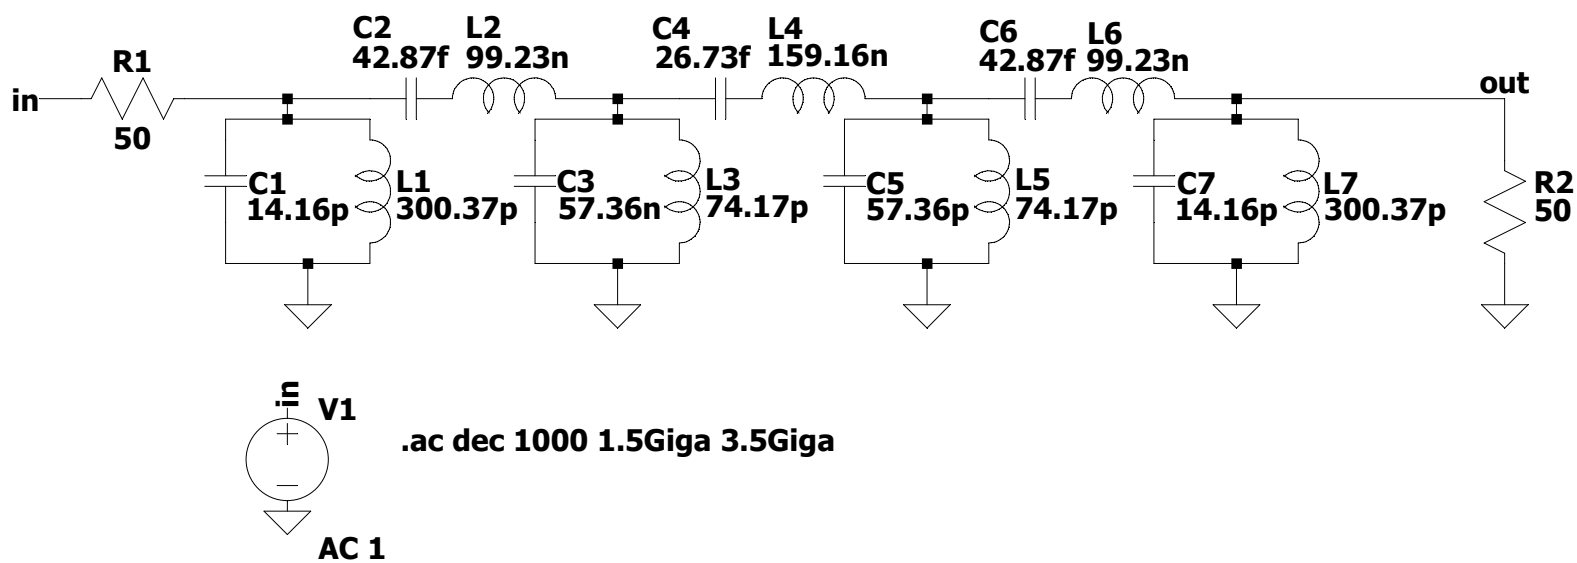 C2
42.87f
L2
99.23n
C4
26.73f
L4
159.16n
C6
42.87f
L6
99.23n
in
R1
50
out
C1
14.16p
L1
300.37p
C3
57.36n
L3
74.17p
C5
57.36p
L5
74.17p
C7
14.16p
L7
300.37p
R2
50
in
V1
.ac dec 1000 1.5Giga 3.5Giga
AC 1